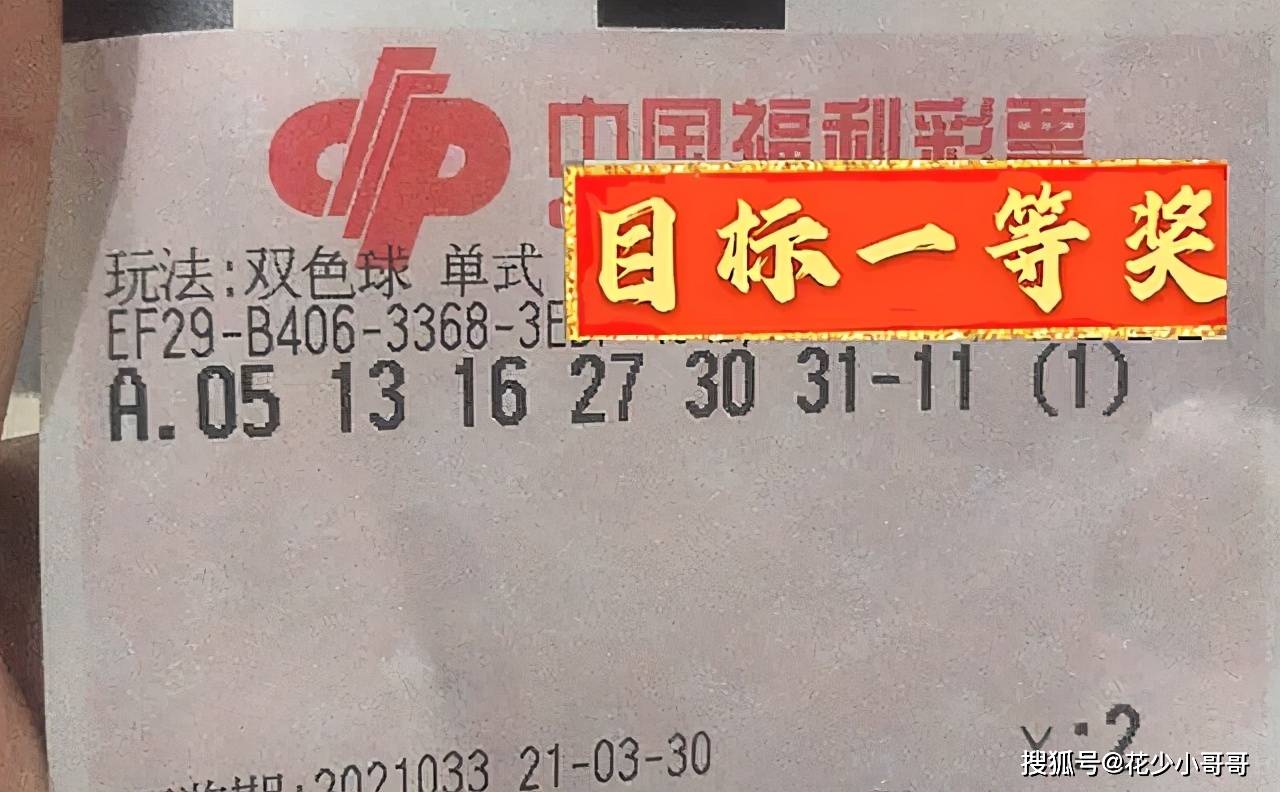 中国福利彩票
目标一等奖
玩法:双色球 单式
EF29-B406-3368-3E
A.05 13 16 27 30 31-11 (1)
¥:2
期:2021033 21-03-30
搜狐号@花少小哥哥